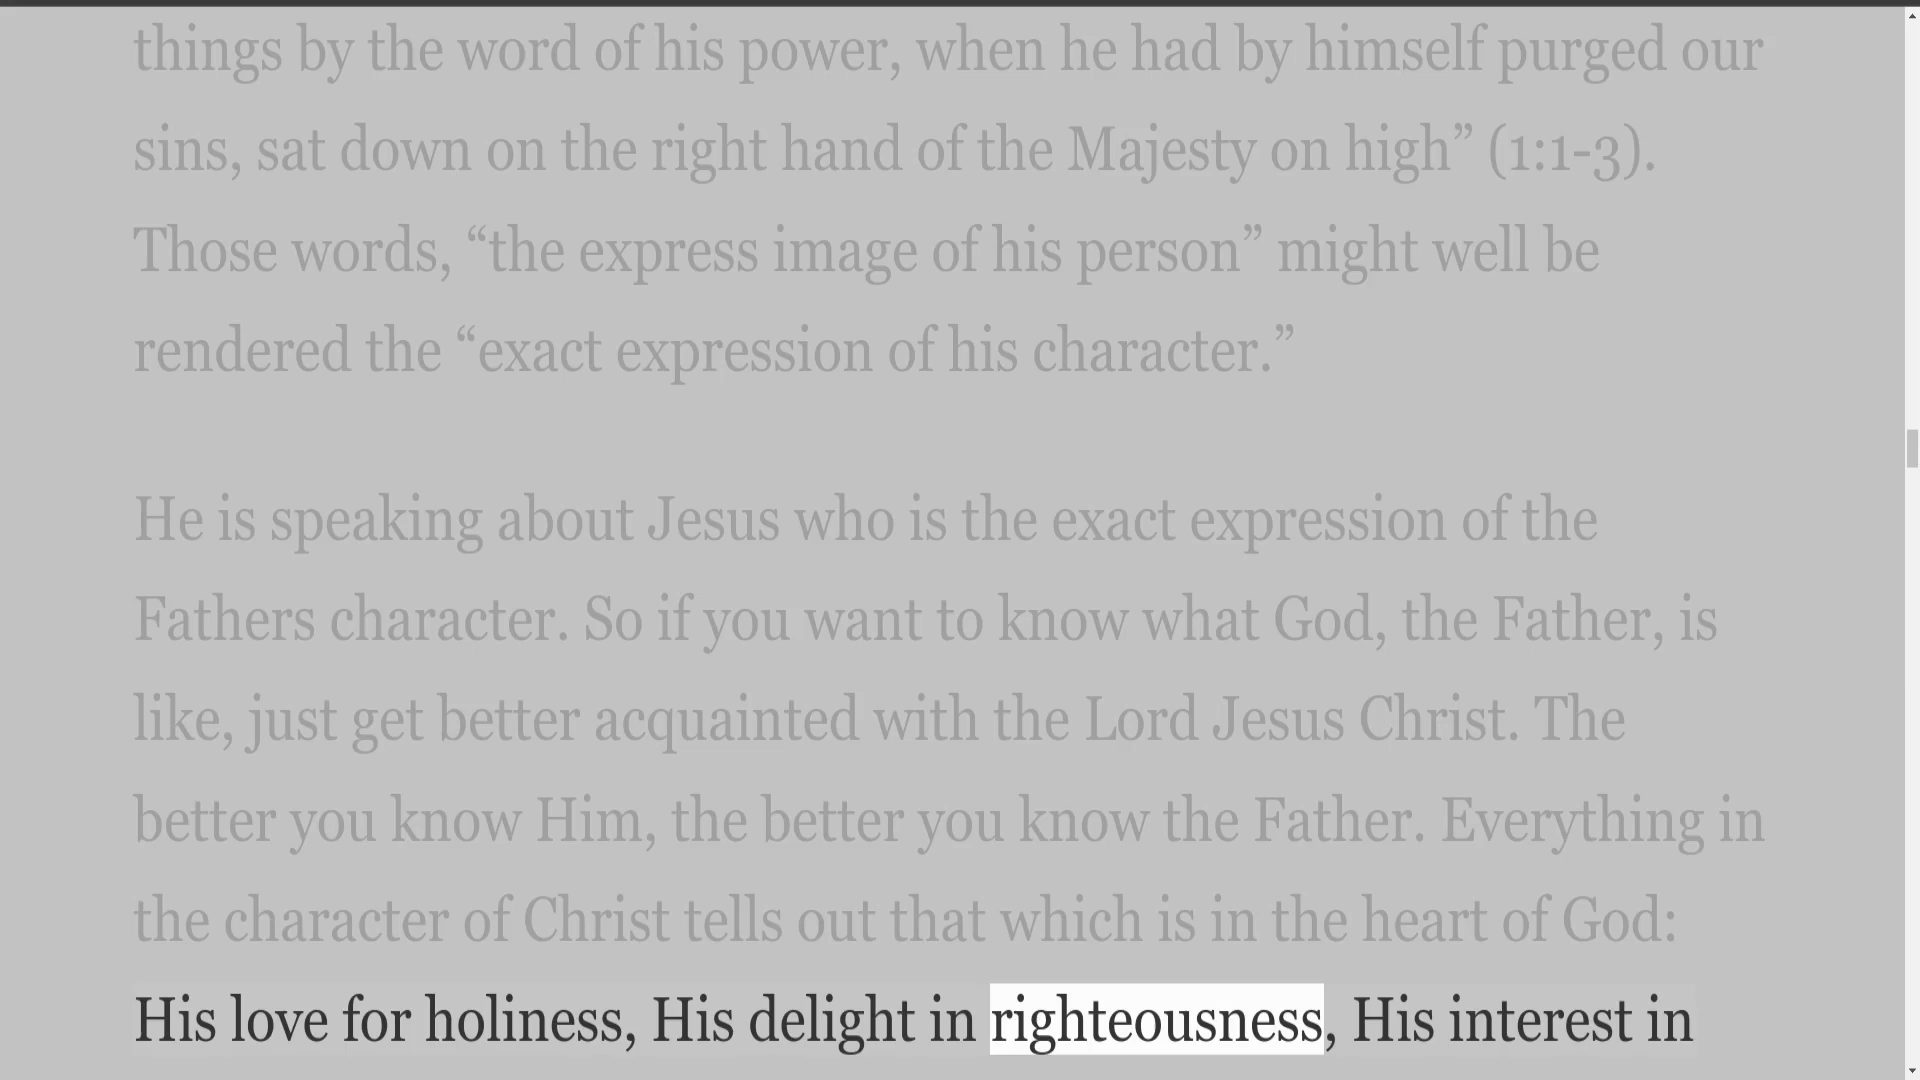 things by the word of his power, when he had by himself purged our
sins, sat down on the right hand of the Majesty on high” (1:1-3).
Those words, “the express image of his person” might well be
rendered the “exact expression of his character.”
He is speaking about Jesus who is the exact expression of the
Fathers character. So if you want to know what God, the Father, is
like, just get better acquainted with the Lord Jesus Christ. The
better you know Him, the better you know the Father. Everything in
the character of Christ tells out that which is in the heart of God:
His love for holiness, His delight in righteousness, His interest in